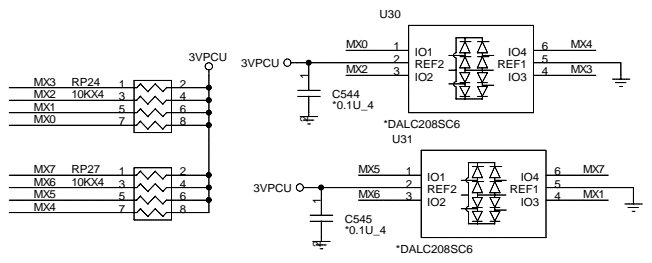 3VPCU
MX3 RP24 1 2
MX2 10KX4 3 4
MX1 5 6
MX0 7 8
MX7 RP27 1 2
MX6 10KX4 3 4
MX5 5 6
MX4 7 8
U30
MX0 1 IO1 IO4 6 MX4
3VPCU 2 REF2 REF1 5
MX2 3 IO2 IO3 4 MX3
1
C544
*0.1U_4
*DALC208SC6
U31
MX5 1 IO1 IO4 6 MX7
3VPCU 2 REF2 REF1 5
MX6 3 IO2 IO3 4 MX1
1
C545
*0.1U_4
*DALC208SC6